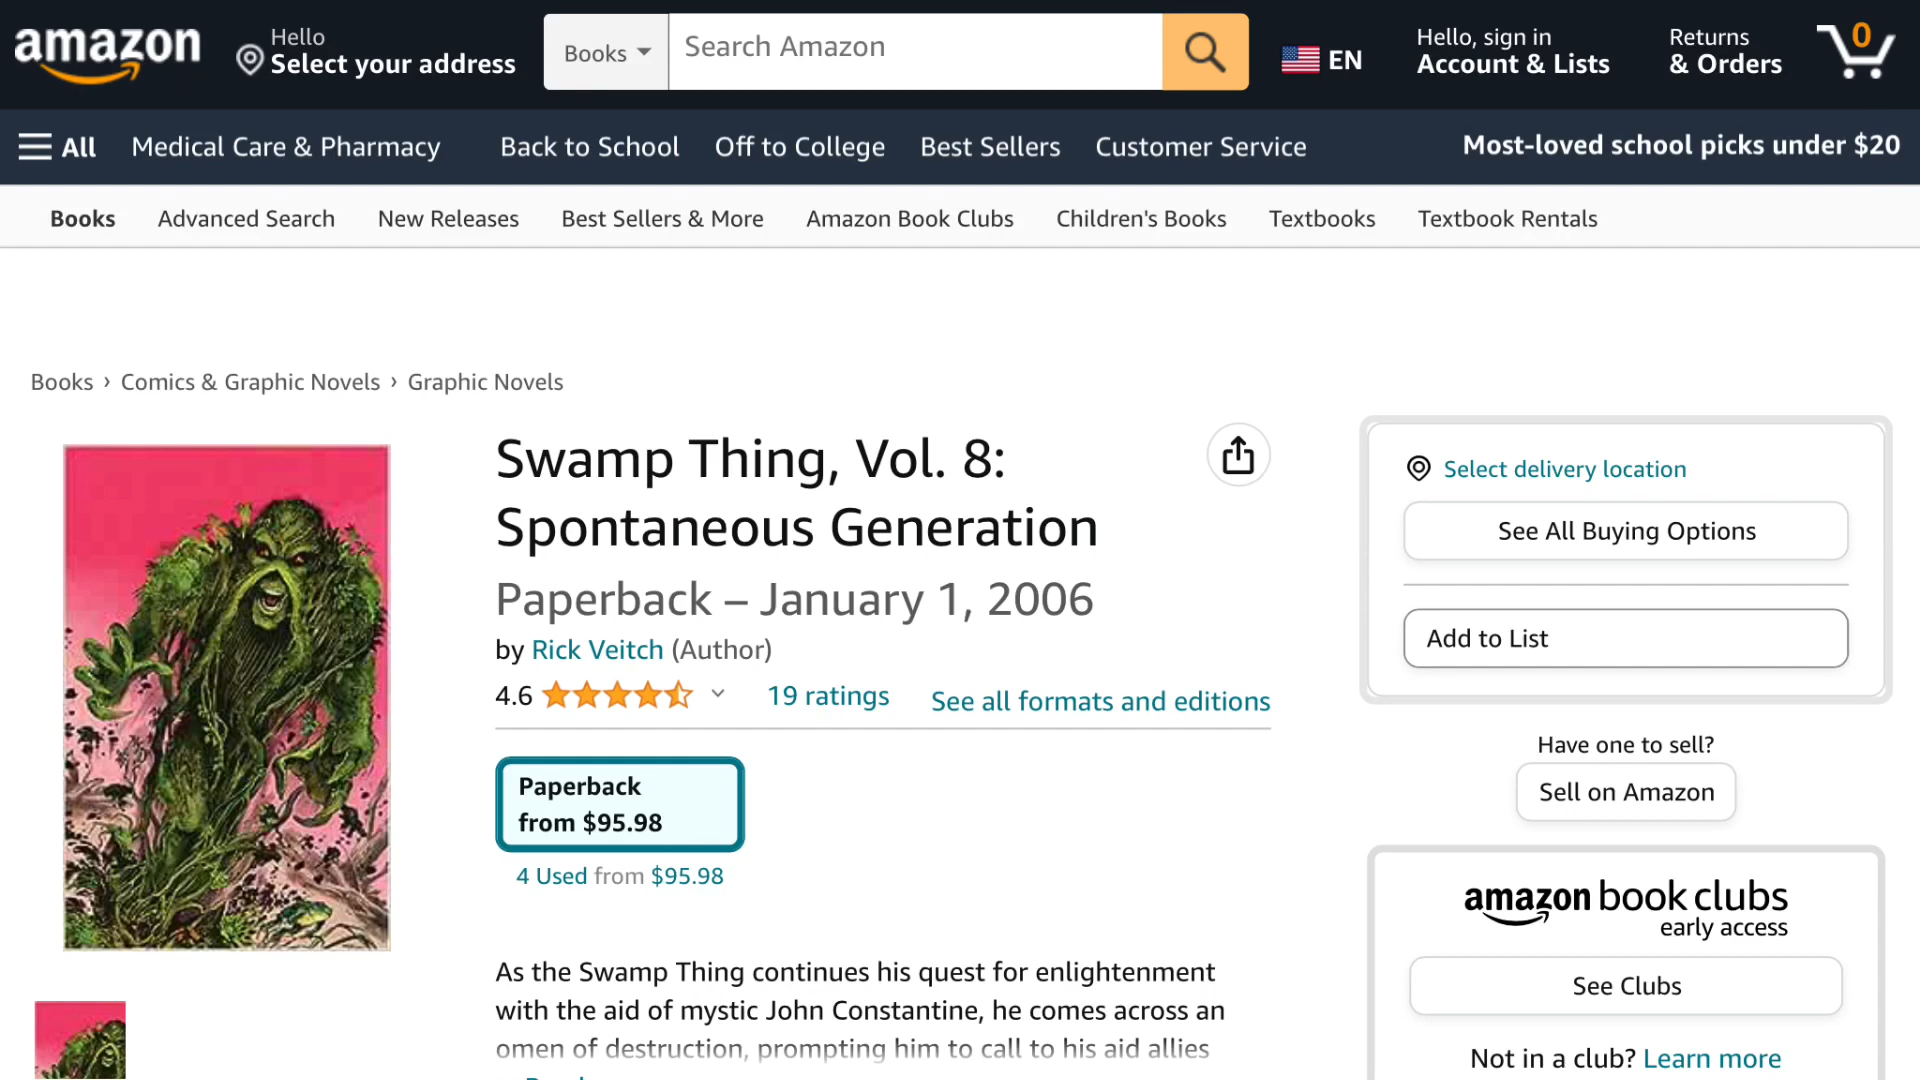 amazon
Hello
Select your address
Books
Search Amazon
EN
Hello, sign in
Account & Lists
Returns
& Orders
0
All
Medical Care & Pharmacy
Back to School
Off to College
Best Sellers
Customer Service
Most-loved school picks under $20
Books
Advanced Search
New Releases
Best Sellers & More
Amazon Book Clubs
Children's Books
Textbooks
Textbook Rentals
Books › Comics & Graphic Novels › Graphic Novels
Swamp Thing, Vol. 8:
Spontaneous Generation
Paperback – January 1, 2006
by Rick Veitch (Author)
4.6
19 ratings
See all formats and editions
Paperback
from $95.98
4 Used from $95.98
As the Swamp Thing continues his quest for enlightenment
with the aid of mystic John Constantine, he comes across an
omen of destruction, prompting him to call to his aid allies
Select delivery location
See All Buying Options
Add to List
Have one to sell?
Sell on Amazon
amazon book clubs
early access
See Clubs
Not in a club? Learn more